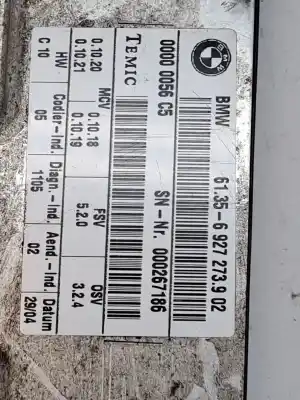 BMW 61.35-6 927 273.9 02
0000 0056 C5
TEMIC SN-Nr. 000267186
MCV FSV OSV
0.10.20 0.10.18 5.2.0 3.2.4
0.10.21 0.10.19
HW Codier-Ind. Diagn.-Ind. Aend.-Ind. Datum
C 10 05 1105 02 29/04